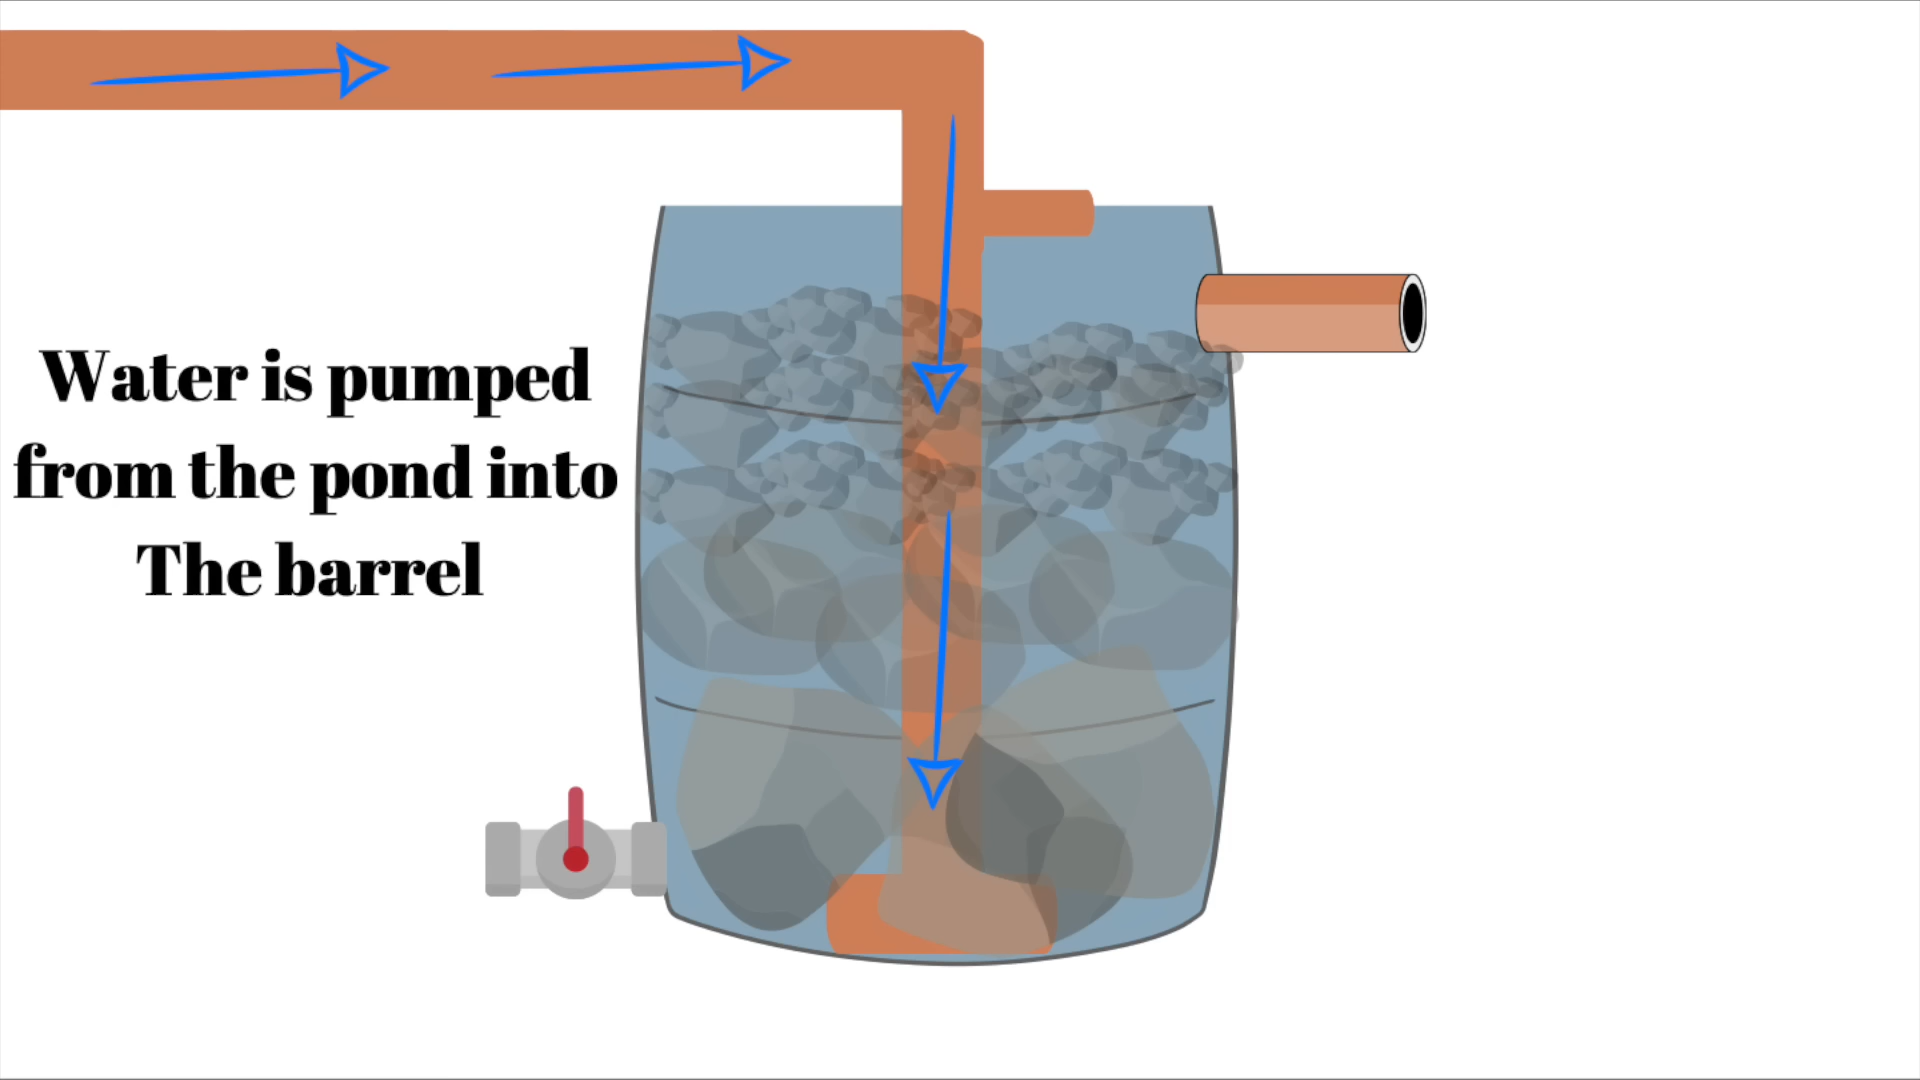 Water is pumped
from the pond into
The barrel